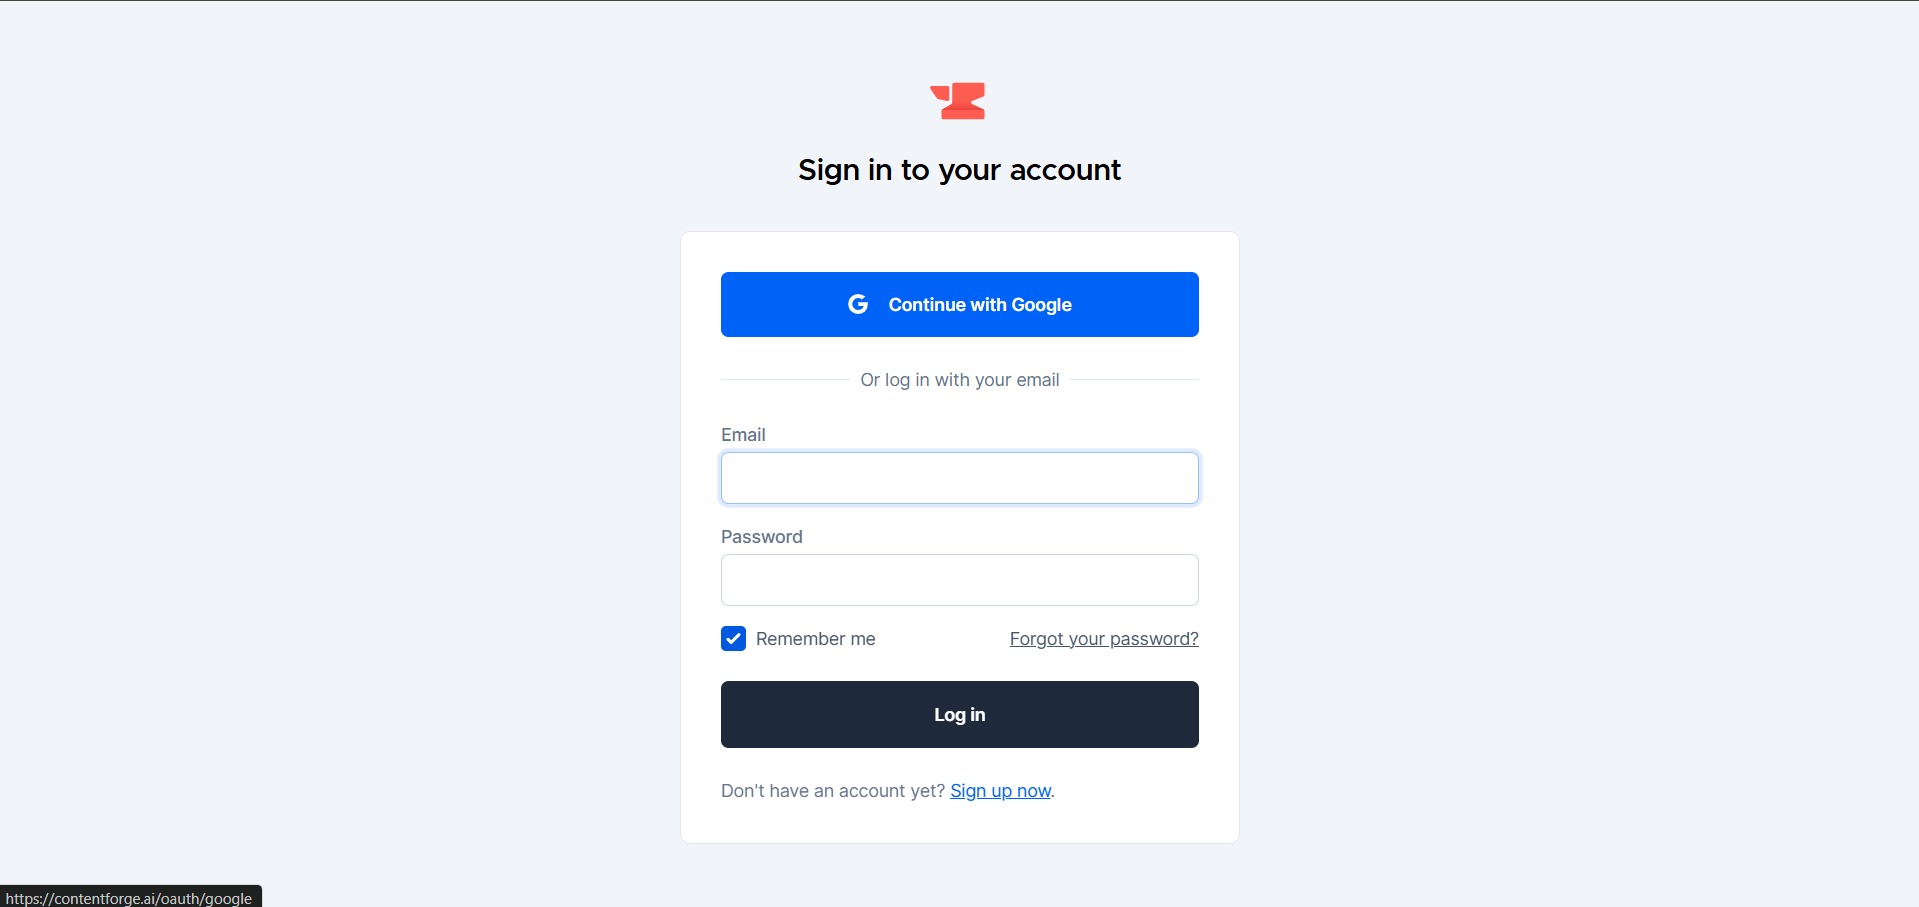 Sign in to your account
Continue with Google
Or log in with your email
Email
Password
Remember me
Forgot your password?
Log in
Don't have an account yet? Sign up now.
https://contentforge.ai/oauth/google